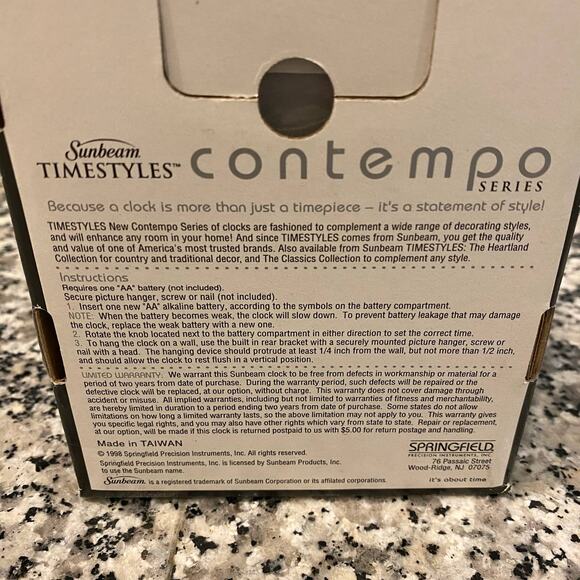 Sunbeam
TIMESTYLES™ contempo
SERIES
Because a clock is more than just a timepiece – it's a statement of style!
TIMESTYLES New Contempo Series of clocks are fashioned to complement a wide range of decorating styles,
and will enhance any room in your home! And since TIMESTYLES comes from Sunbeam, you get the quality
and value of one of America's most trusted brands. Also available from Sunbeam TIMESTYLES: The Heartland
Collection for country and traditional decor, and The Classics Collection to complement any style.
Instructions
Requires one "AA" battery (not included).
Secure picture hanger, screw or nail (not included).
1. Insert one new "AA" alkaline battery, according to the symbols on the battery compartment.
NOTE: When the battery becomes weak, the clock will slow down. To prevent battery leakage that may damage
the clock, replace the weak battery with a new one.
2. Rotate the knob located next to the battery compartment in either direction to set the correct time.
3. To hang the clock on a wall, use the built in rear bracket with a securely mounted picture hanger, screw or
nail with a head. The hanging device should protrude at least 1/4 inch from the wall, but not more than 1/2 inch,
and should allow the clock to rest flush in a vertical position.
LIMITED WARRANTY: We warrant this Sunbeam clock to be free from defects in workmanship or material for a
period of two years from date of purchase. During the warranty period, such defects will be repaired or the
defective clock will be replaced, at our option, without charge. This warranty does not cover damage through
accident or misuse. All implied warranties, including but not limited to warranties of fitness and merchantability,
are hereby limited in duration to a period ending two years from date of purchase. Some states do not allow
limitations on how long a limited warranty lasts, so the above limitation may not apply to you. This warranty gives
you specific legal rights, and you may also have other rights which vary from state to state. Repair or replacement,
at our option, will be made if this clock is returned postpaid to us with $5.00 for return postage and handling.
Made in TAIWAN
© 1998 Springfield Precision Instruments, Inc. All rights reserved.
Springfield Precision Instruments, Inc. is licensed by Sunbeam Products, Inc.
to use the Sunbeam name.
Sunbeam. is a registered trademark of Sunbeam Corporation or its affilated corporations.
SPRINGFIELD
PRECISION INSTRUMENTS, INC.
76 Passaic Street
Wood-Ridge, NJ 07075
it's about time